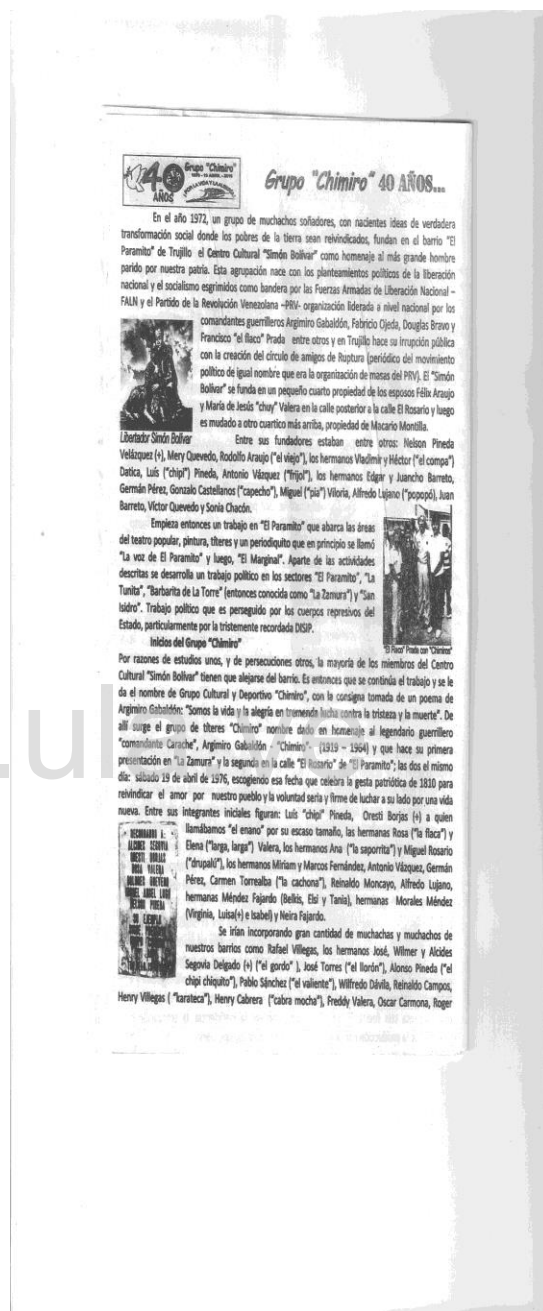 40
AÑOS
Grupo "Chimiro"
Grupo "Chimiro" 40 AÑOS...
En el año 1972, un grupo de muchachos soñadores, con nacientes ideas de verdadera
transformación social donde los pobres de la tierra sean reivindicados, fundan en el barrio "El
Paramito" de Trujillo el Centro Cultural "Simón Bolívar" como homenaje al más grande hombre
parido por nuestra patria. Esta agrupación nace con los planteamientos políticos de la liberación
nacional y el socialismo esgrimidos como bandera por las Fuerzas Armadas de Liberación Nacional –
FALN y el Partido de la Revolución Venezolana –PRV- organización liderada a nivel nacional por los
comandantes guerrilleros Argimiro Gabaldón, Fabricio Ojeda, Douglas Bravo y
Francisco "el flaco" Prada entre otros y en Trujillo hace su irrupción pública
con la creación del círculo de amigos de Ruptura (periódico del movimiento
político de igual nombre que era la organización de masas del PRV). El "Simón
Bolívar" se funda en un pequeño cuarto propiedad de los esposos Félix Araujo
y María de Jesús "chuy" Valera en la calle posterior a la calle El Rosario y luego
es mudado a otro cuartico más arriba, propiedad de Macario Montilla.
Libertador Simón Bolívar
Entre sus fundadores estaban entre otros: Nelson Pineda
Velázquez (+), Mery Quevedo, Rodolfo Araujo ("el viejo"), los hermanos Vladimir y Héctor ("el compa")
Datica, Luís ("chipi") Pineda, Antonio Vázquez ("frijol"), los hermanos Edgar y Juancho Barreto,
Germán Pérez, Gonzalo Castellanos ("capecho"), Miguel ("pia") Viloria, Alfredo Lujano ("popopó), Juan
Barreto, Víctor Quevedo y Sonia Chacón.
Empieza entonces un trabajo en "El Paramito" que abarca las áreas
del teatro popular, pintura, títeres y un periodiquito que en principio se llamó
"La voz de El Paramito" y luego, "El Marginal". Aparte de las actividades
descritas se desarrolla un trabajo político en los sectores "El Paramito", "La
Tunita", "Barbarita de La Torre" (entonces conocida como "La Zamura") y "San
Isidro". Trabajo político que es perseguido por los cuerpos represivos del
Estado, particularmente por la tristemente recordada DISIP.
"El Flaco" Prada con "Chimiros"
Inicios del Grupo "Chimiro"
Por razones de estudios unos, y de persecuciones otros, la mayoría de los miembros del Centro
Cultural "Simón Bolívar" tienen que alejarse del barrio. Es entonces que se continúa el trabajo y se le
da el nombre de Grupo Cultural y Deportivo "Chimiro", con la consigna tomada de un poema de
Argimiro Gabaldón: "Somos la vida y la alegría en tremenda lucha contra la tristeza y la muerte". De
allí surge el grupo de títeres "Chimiro" nombre dado en homenaje al legendario guerrillero
"comandante Carache", Argimiro Gabaldón - "Chimiro"- (1919 – 1964) y que hace su primera
presentación en "La Zamura" y la segunda en la calle "El Rosario" de "El Paramito"; las dos el mismo
día: sábado 19 de abril de 1976, escogiendo esa fecha que celebra la gesta patriótica de 1810 para
reivindicar el amor por nuestro pueblo y la voluntad seria y firme de luchar a su lado por una vida
nueva. Entre sus integrantes iniciales figuran: Luís "chipi" Pineda, Oresti Borjas (+) a quien
llamábamos "el enano" por su escaso tamaño, las hermanas Rosa ("la flaca") y
Elena ("larga, larga") Valera, los hermanos Ana ("la saporrita") y Miguel Rosario
("drupalú"), los hermanos Miriam y Marcos Fernández, Antonio Vázquez, Germán
Pérez, Carmen Torrealba ("la cachona"), Reinaldo Moncayo, Alfredo Lujano,
hermanas Méndez Fajardo (Belkis, Elsi y Tania), hermanas Morales Méndez
(Virginia, Luisa(+) e Isabel) y Neira Fajardo.
ALCIDES SEGOVIA
ORESTI BORJAS
ROSA VALERA
MIGUEL ANGEL
NELSON PINEDA
SU EJEMPLO
Se irían incorporando gran cantidad de muchachas y muchachos de
nuestros barrios como Rafael Villegas, los hermanos José, Wilmer y Alcides
Segovia Delgado (+) ("el gordo" ), José Torres ("el llorón"), Alonso Pineda ("el
chipi chiquito"), Pablo Sánchez ("el valiente"), Wilfredo Dávila, Reinaldo Campos,
Henry Villegas ( "karateca"), Henry Cabrera ("cabra mocha"), Freddy Valera, Oscar Carmona, Roger